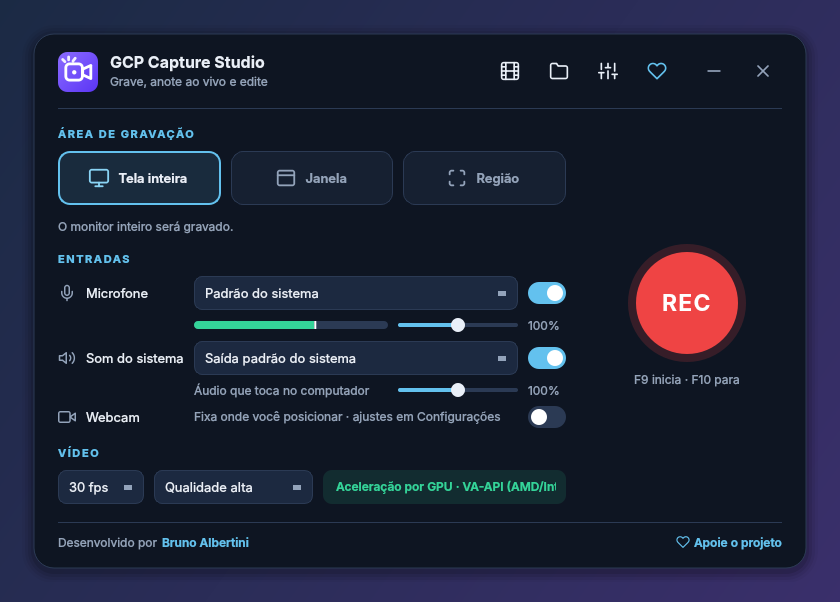 GCP Capture Studio
Grave, anote ao vivo e edite
ÁREA DE GRAVAÇÃO
Tela inteira
Janela
Região
O monitor inteiro será gravado.
ENTRADAS
Microfone
Padrão do sistema
100%
Som do sistema
Saída padrão do sistema
Áudio que toca no computador
100%
Webcam
Fixa onde você posicionar · ajustes em Configurações
REC
F9 inicia · F10 para
VÍDEO
30 fps
Qualidade alta
Aceleração por GPU · VA-API (AMD/Int
Desenvolvido por Bruno Albertini
Apoie o projeto